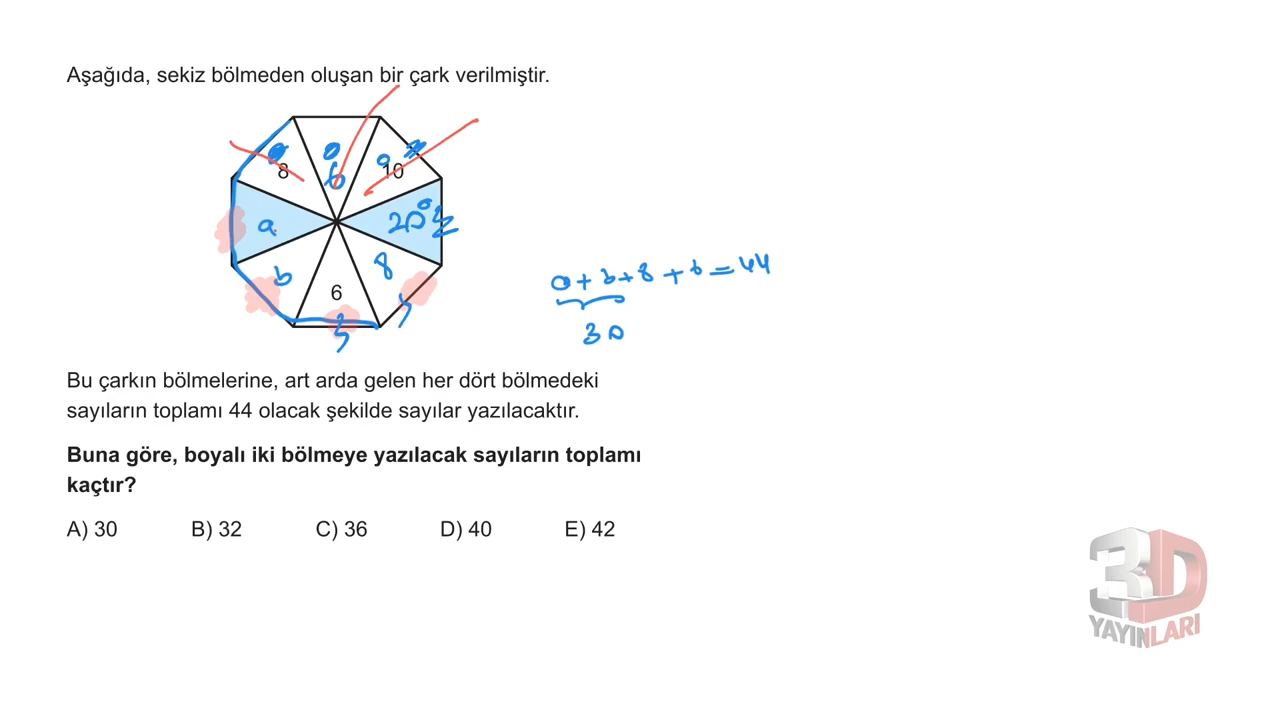 Aşağıda, sekiz bölmeden oluşan bir çark verilmiştir.
8
6
10
a
20
b
8
6
a + b + 8 + 6 = 44
30
Bu çarkın bölmelerine, art arda gelen her dört bölmedeki
sayıların toplamı 44 olacak şekilde sayılar yazılacaktır.
Buna göre, boyalı iki bölmeye yazılacak sayıların toplamı
kaçtır?
A) 30 B) 32 C) 36 D) 40 E) 42
3D
YAYINLARI